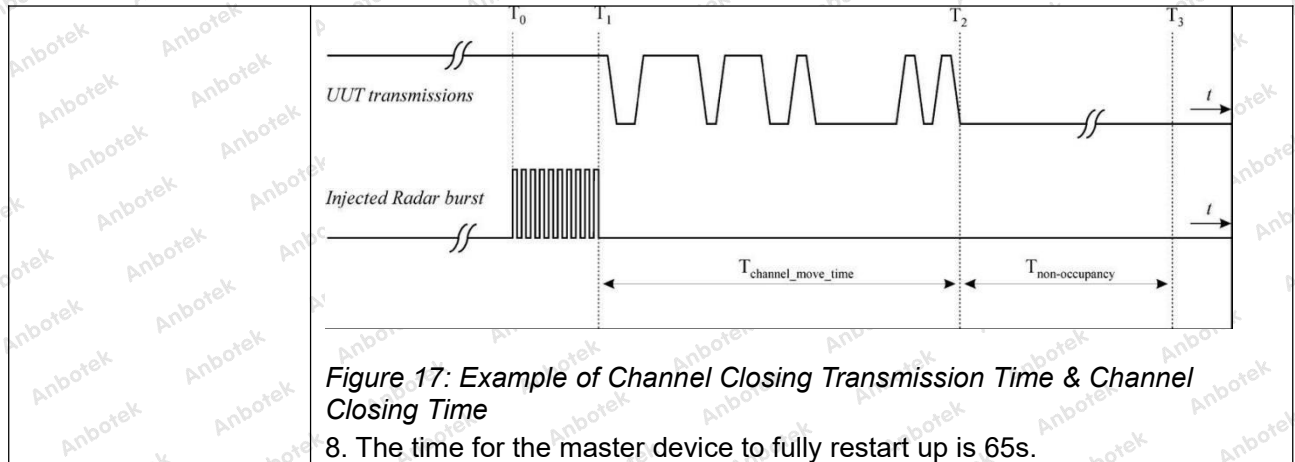 T0 T1 T2 T3
UUT transmissions
t
Injected Radar burst
t
Tchannel_move_time Tnon-occupancy
Figure 17: Example of Channel Closing Transmission Time & Channel
Closing Time
8. The time for the master device to fully restart up is 65s.
Anbotek